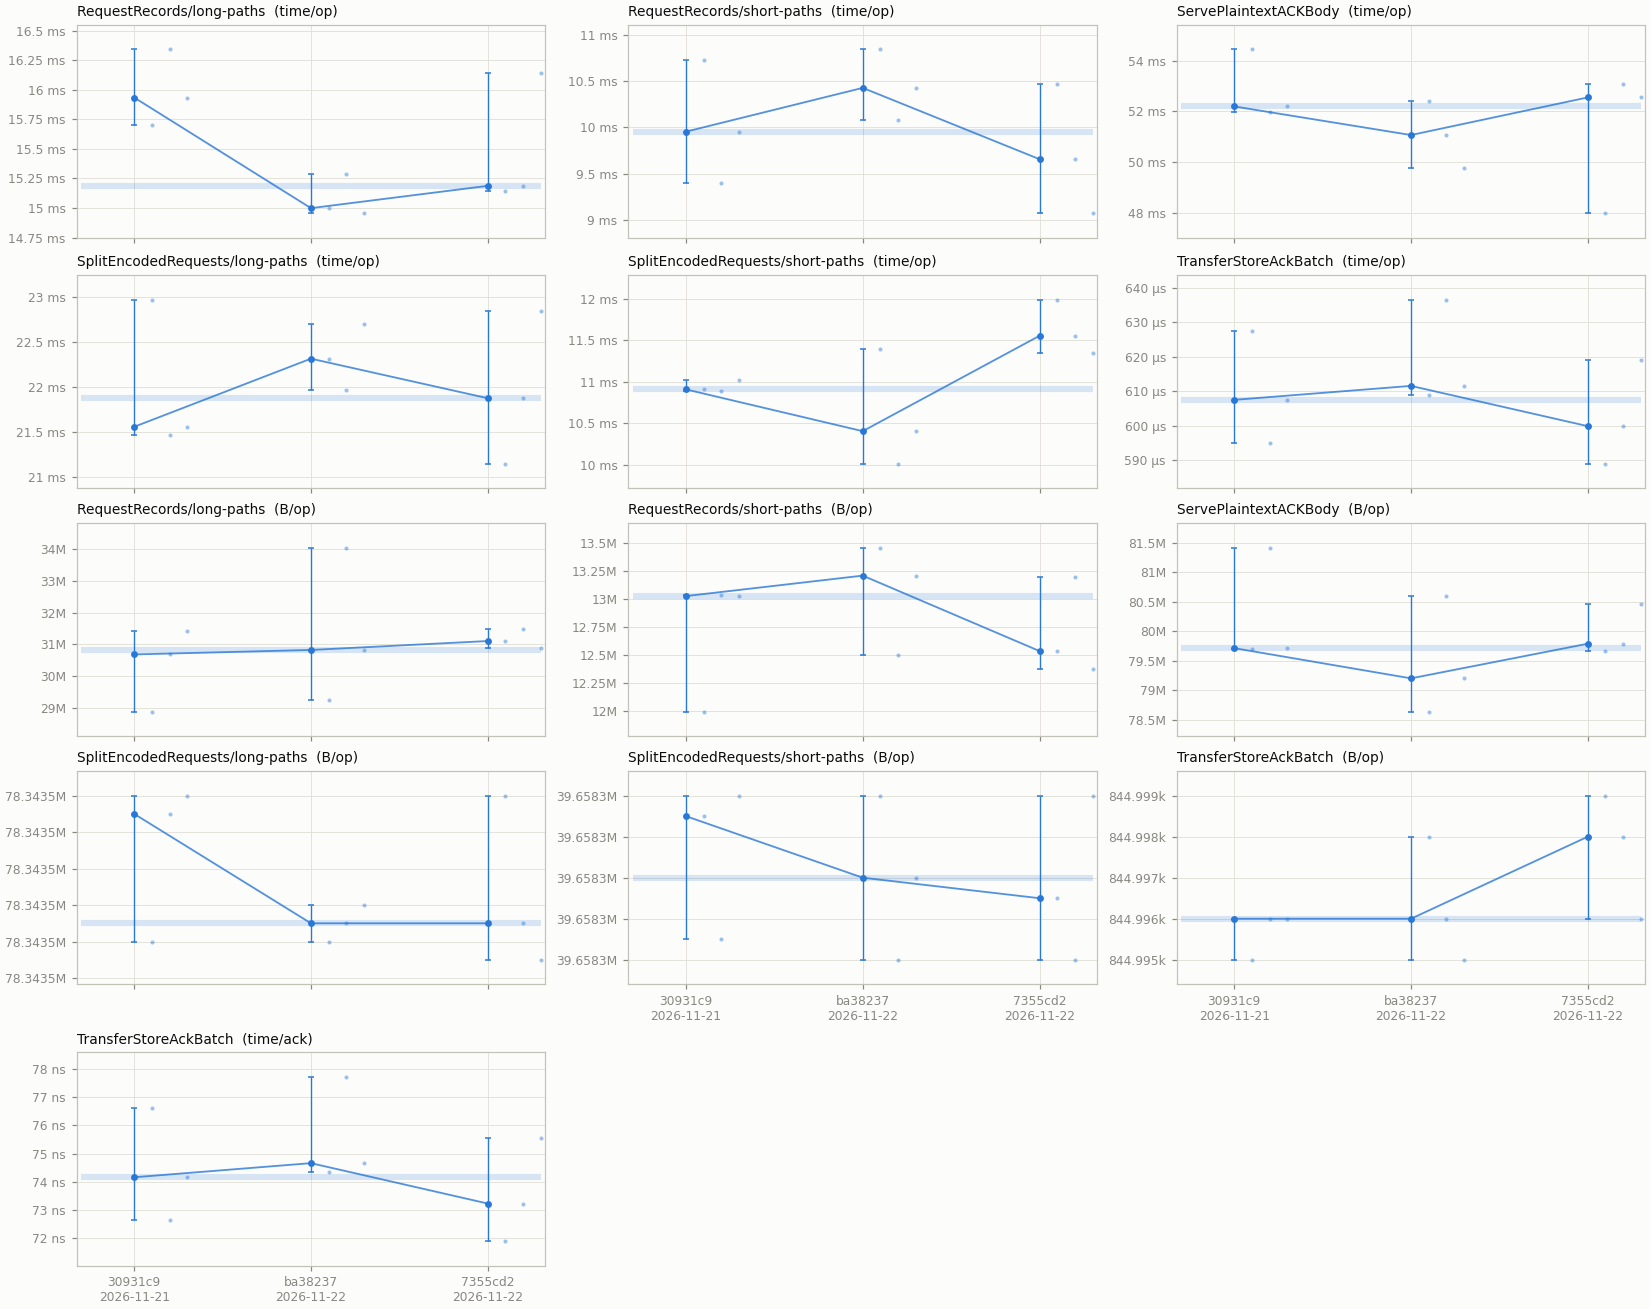 RequestRecords/long-paths (time/op)
16.5 ms
16.25 ms
16 ms
15.75 ms
15.5 ms
15.25 ms
15 ms
14.75 ms
RequestRecords/short-paths (time/op)
11 ms
10.5 ms
10 ms
9.5 ms
9 ms
ServePlaintextACKBody (time/op)
54 ms
52 ms
50 ms
48 ms
SplitEncodedRequests/long-paths (time/op)
23 ms
22.5 ms
22 ms
21.5 ms
21 ms
SplitEncodedRequests/short-paths (time/op)
12 ms
11.5 ms
11 ms
10.5 ms
10 ms
TransferStoreAckBatch (time/op)
640 µs
630 µs
620 µs
610 µs
600 µs
590 µs
RequestRecords/long-paths (B/op)
34M
33M
32M
31M
30M
29M
RequestRecords/short-paths (B/op)
13.5M
13.25M
13M
12.75M
12.5M
12.25M
12M
ServePlaintextACKBody (B/op)
81.5M
81M
80.5M
80M
79.5M
79M
78.5M
SplitEncodedRequests/long-paths (B/op)
78.3435M
78.3435M
78.3435M
78.3435M
78.3435M
78.3435M
SplitEncodedRequests/short-paths (B/op)
39.6583M
39.6583M
39.6583M
39.6583M
39.6583M
30931c9
2026-11-21
ba38237
2026-11-22
7355cd2
2026-11-22
TransferStoreAckBatch (B/op)
844.999k
844.998k
844.997k
844.996k
844.995k
30931c9
2026-11-21
ba38237
2026-11-22
7355cd2
2026-11-22
TransferStoreAckBatch (time/ack)
78 ns
77 ns
76 ns
75 ns
74 ns
73 ns
72 ns
30931c9
2026-11-21
ba38237
2026-11-22
7355cd2
2026-11-22